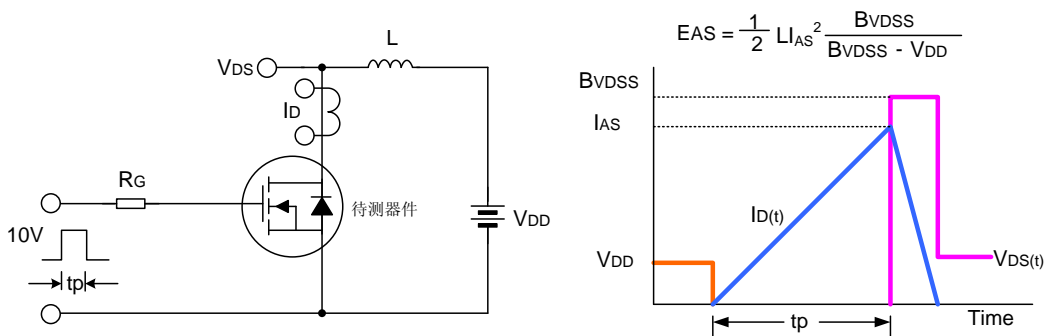 L
VDS
ID
RG
待测器件
VDD
10V
tp
EAS = 1/2 LIAS² BVDSS / BVDSS - VDD
BVDSS
IAS
ID(t)
VDD
VDS(t)
tp
Time